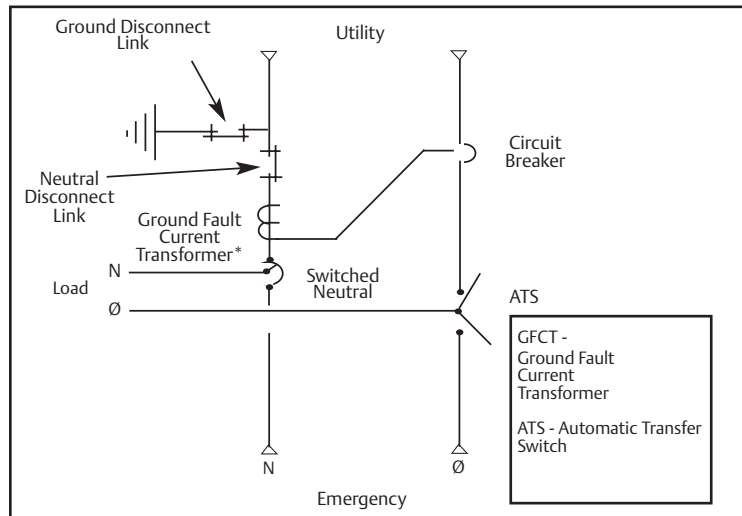 Ground Disconnect
Link
Utility
Circuit
Breaker
Neutral
Disconnect
Link
Ground Fault
Current
Transformer*
N
Switched
Neutral
Load
Ø
ATS
GFCT -
Ground Fault
Current
Transformer
ATS - Automatic Transfer
Switch
N
Ø
Emergency